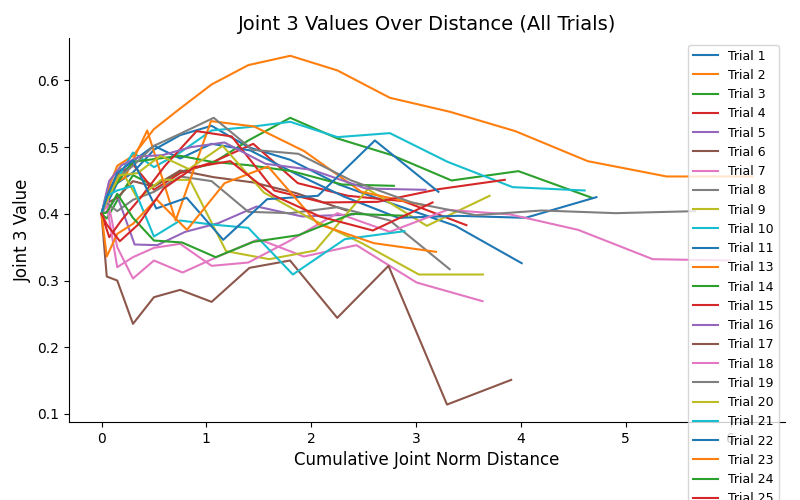 Joint 3 Values Over Distance (All Trials)
Joint 3 Value
0.6
0.5
0.4
0.3
0.2
0.1
0
1
2
3
4
5
6
Cumulative Joint Norm Distance
Trial 1
Trial 2
Trial 3
Trial 4
Trial 5
Trial 6
Trial 7
Trial 8
Trial 9
Trial 10
Trial 11
Trial 13
Trial 14
Trial 15
Trial 16
Trial 17
Trial 18
Trial 19
Trial 20
Trial 21
Trial 22
Trial 23
Trial 24
Trial 25